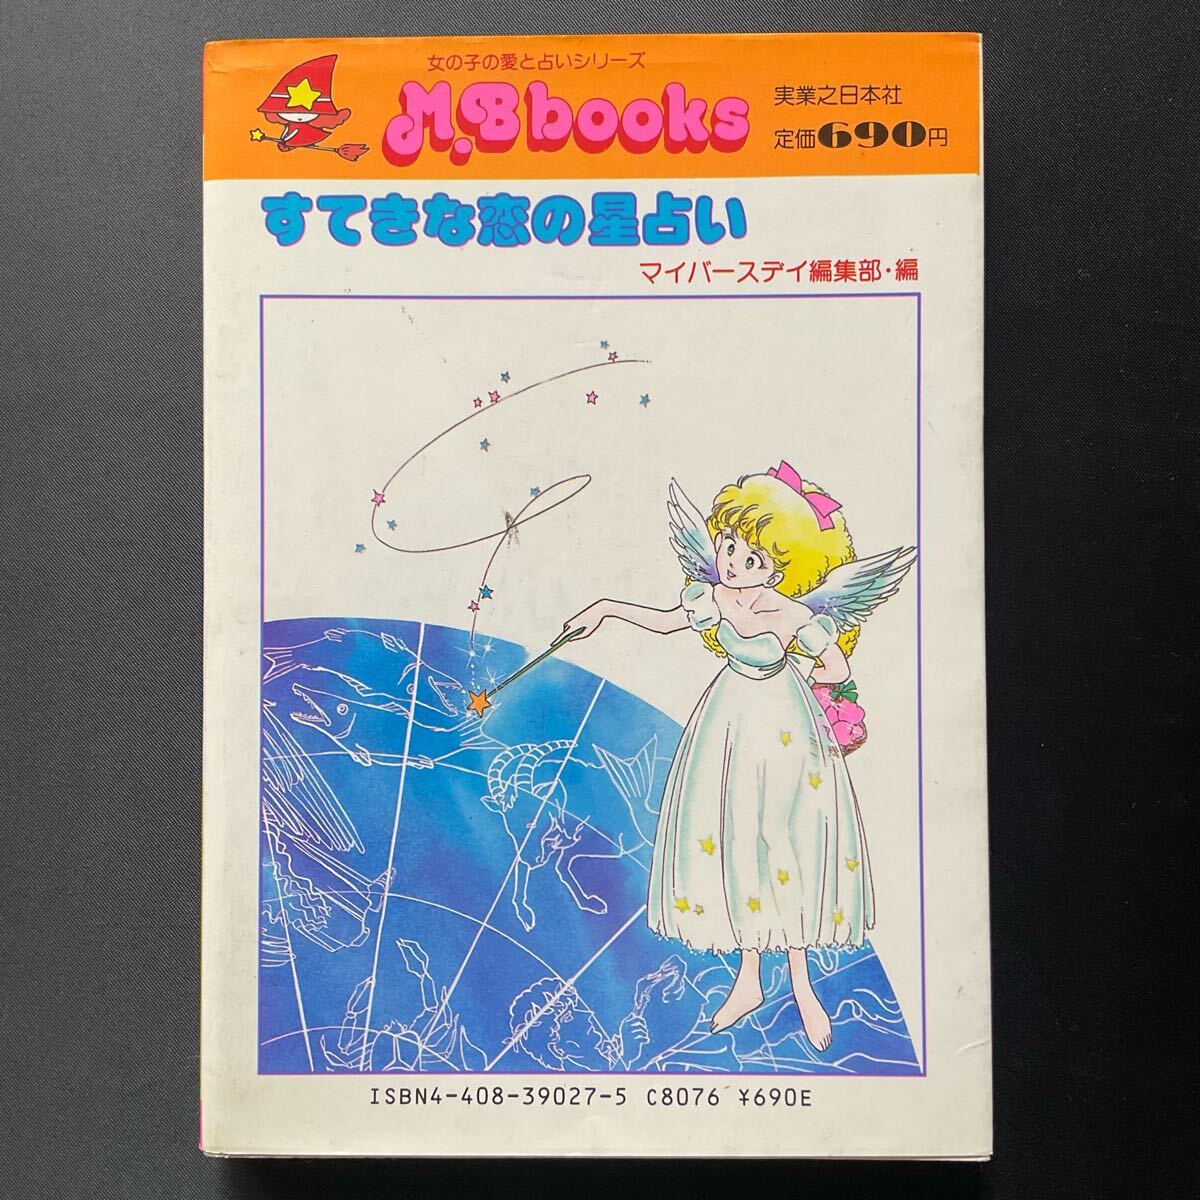 女の子の愛と占いシリーズ
M.B books
実業之日本社
定価690円
すてきな恋の星占い
マイバースデイ編集部・編
ISBN4-408-39027-5 C8076 ¥690E